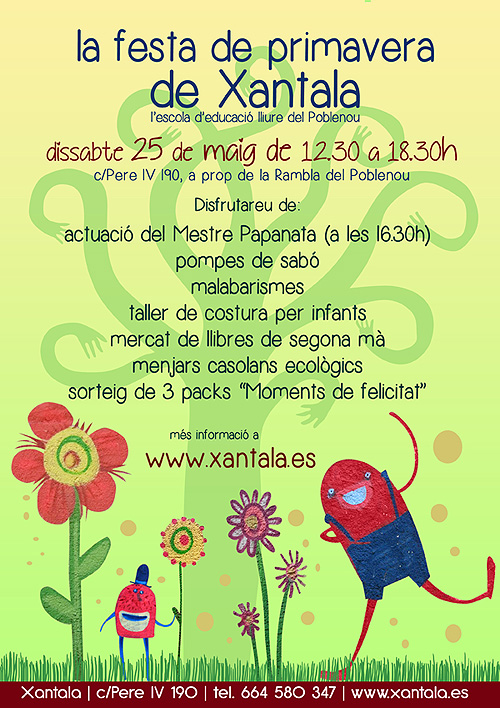 la festa de primavera
de Xantala
l'escola d'educació lliure del Poblenou
dissabte 25 de maig de 12.30 a 18.30h
c/Pere IV 190, a prop de la Rambla del Poblenou
Disfrutareu de:
actuació del Mestre Papanata (a les 16.30h)
pompes de sabó
malabarismes
taller de costura per infants
mercat de llibres de segona mà
menjars casolans ecològics
sorteig de 3 packs “Moments de felicitat”
més informació a
www.xantala.es
Xantala | c/Pere IV 190 | tel. 664 580 347 | www.xantala.es